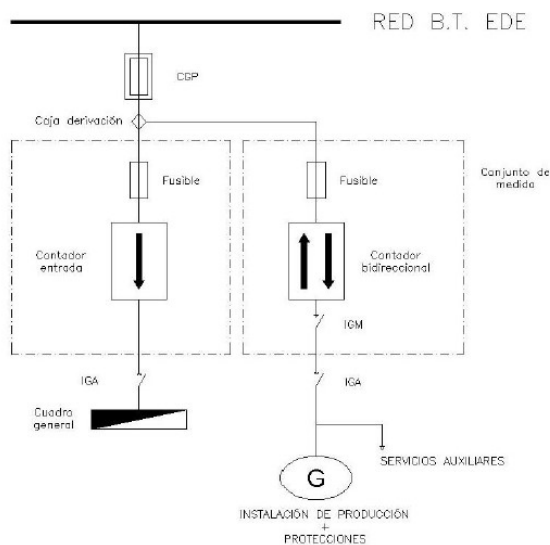 RED B.T. EDE
CGP
Caja derivación
Fusible
Fusible
Conjunto de
medida
Contador
entrada
Contador
bidireccional
IGM
IGA
IGA
Cuadro
general
SERVICIOS AUXILIARES
G
INSTALACIÓN DE PRODUCCIÓN
+
PROTECCIONES